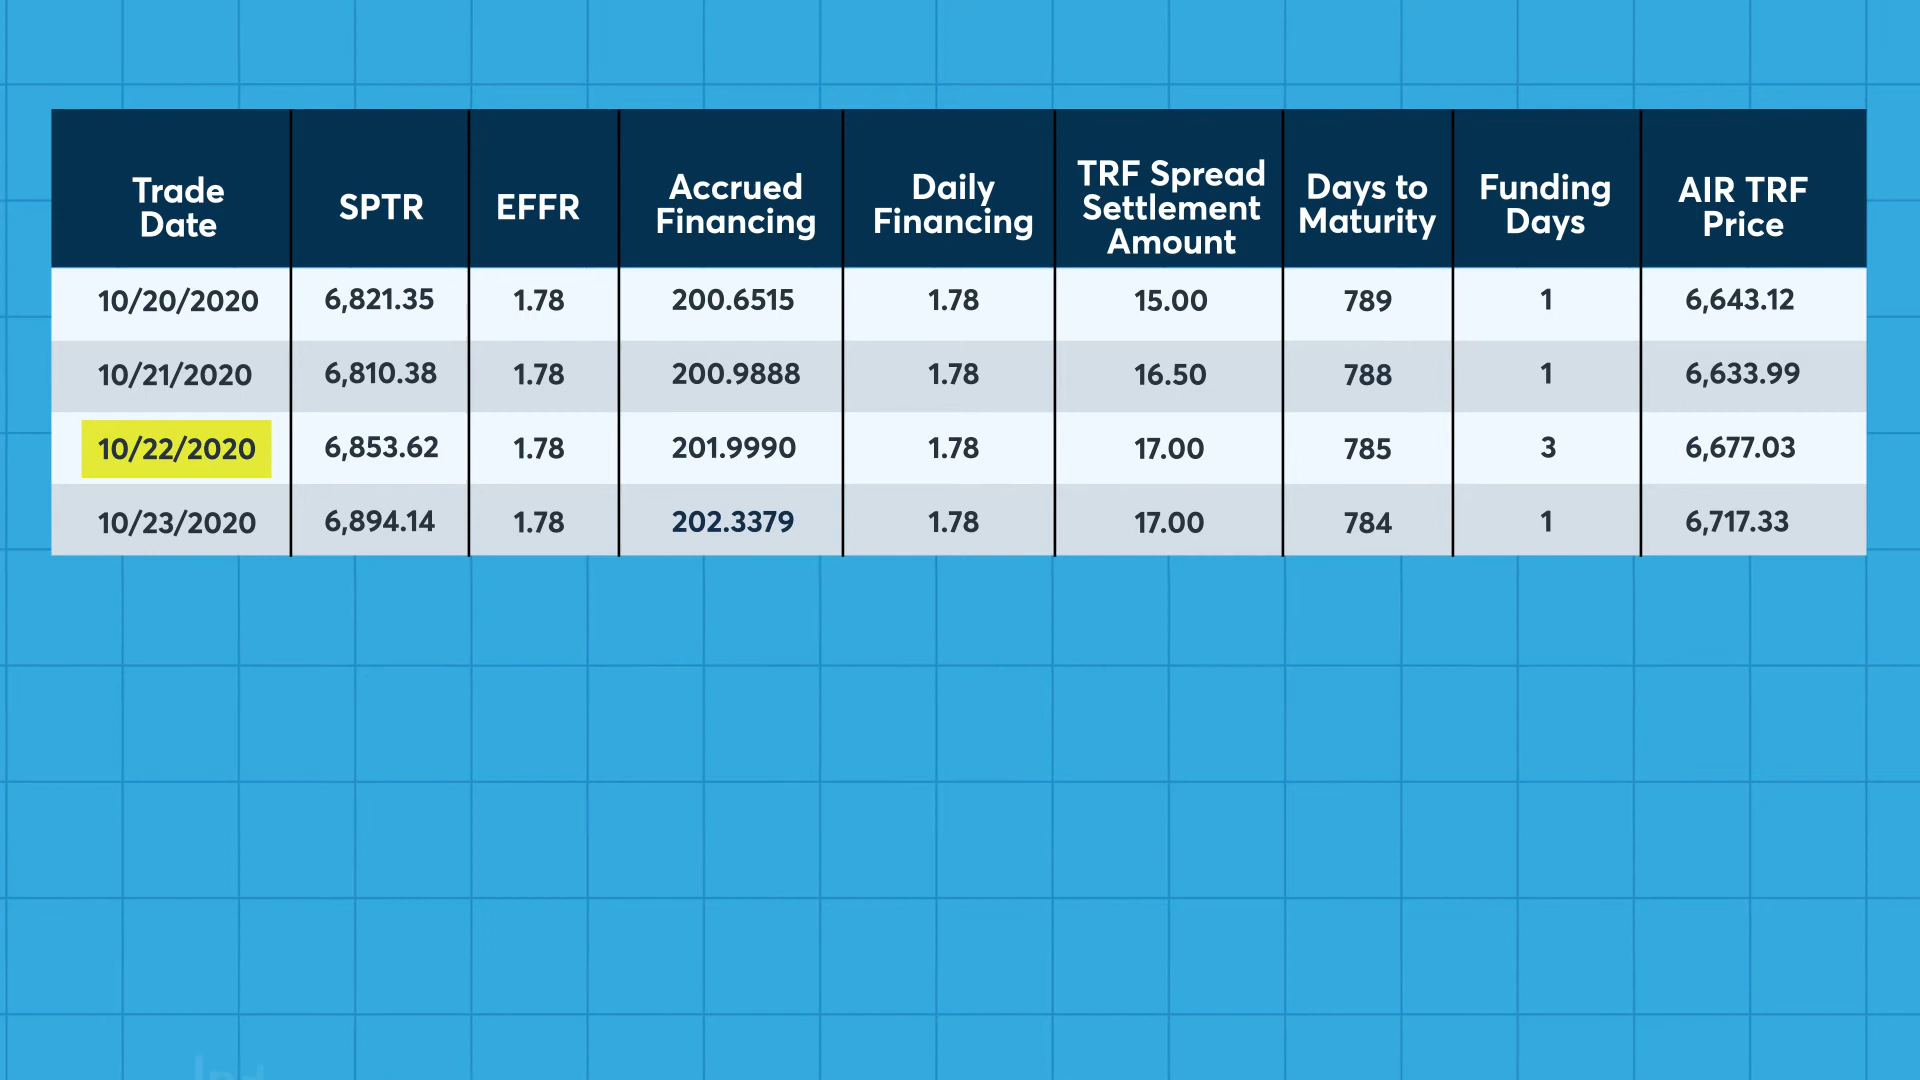 Trade Date | SPTR | EFFR | Accrued Financing | Daily Financing | TRF Spread Settlement Amount | Days to Maturity | Funding Days | AIR TRF Price
10/20/2020 | 6,821.35 | 1.78 | 200.6515 | 1.78 | 15.00 | 789 | 1 | 6,643.12
10/21/2020 | 6,810.38 | 1.78 | 200.9888 | 1.78 | 16.50 | 788 | 1 | 6,633.99
10/22/2020 | 6,853.62 | 1.78 | 201.9990 | 1.78 | 17.00 | 785 | 3 | 6,677.03
10/23/2020 | 6,894.14 | 1.78 | 202.3379 | 1.78 | 17.00 | 784 | 1 | 6,717.33